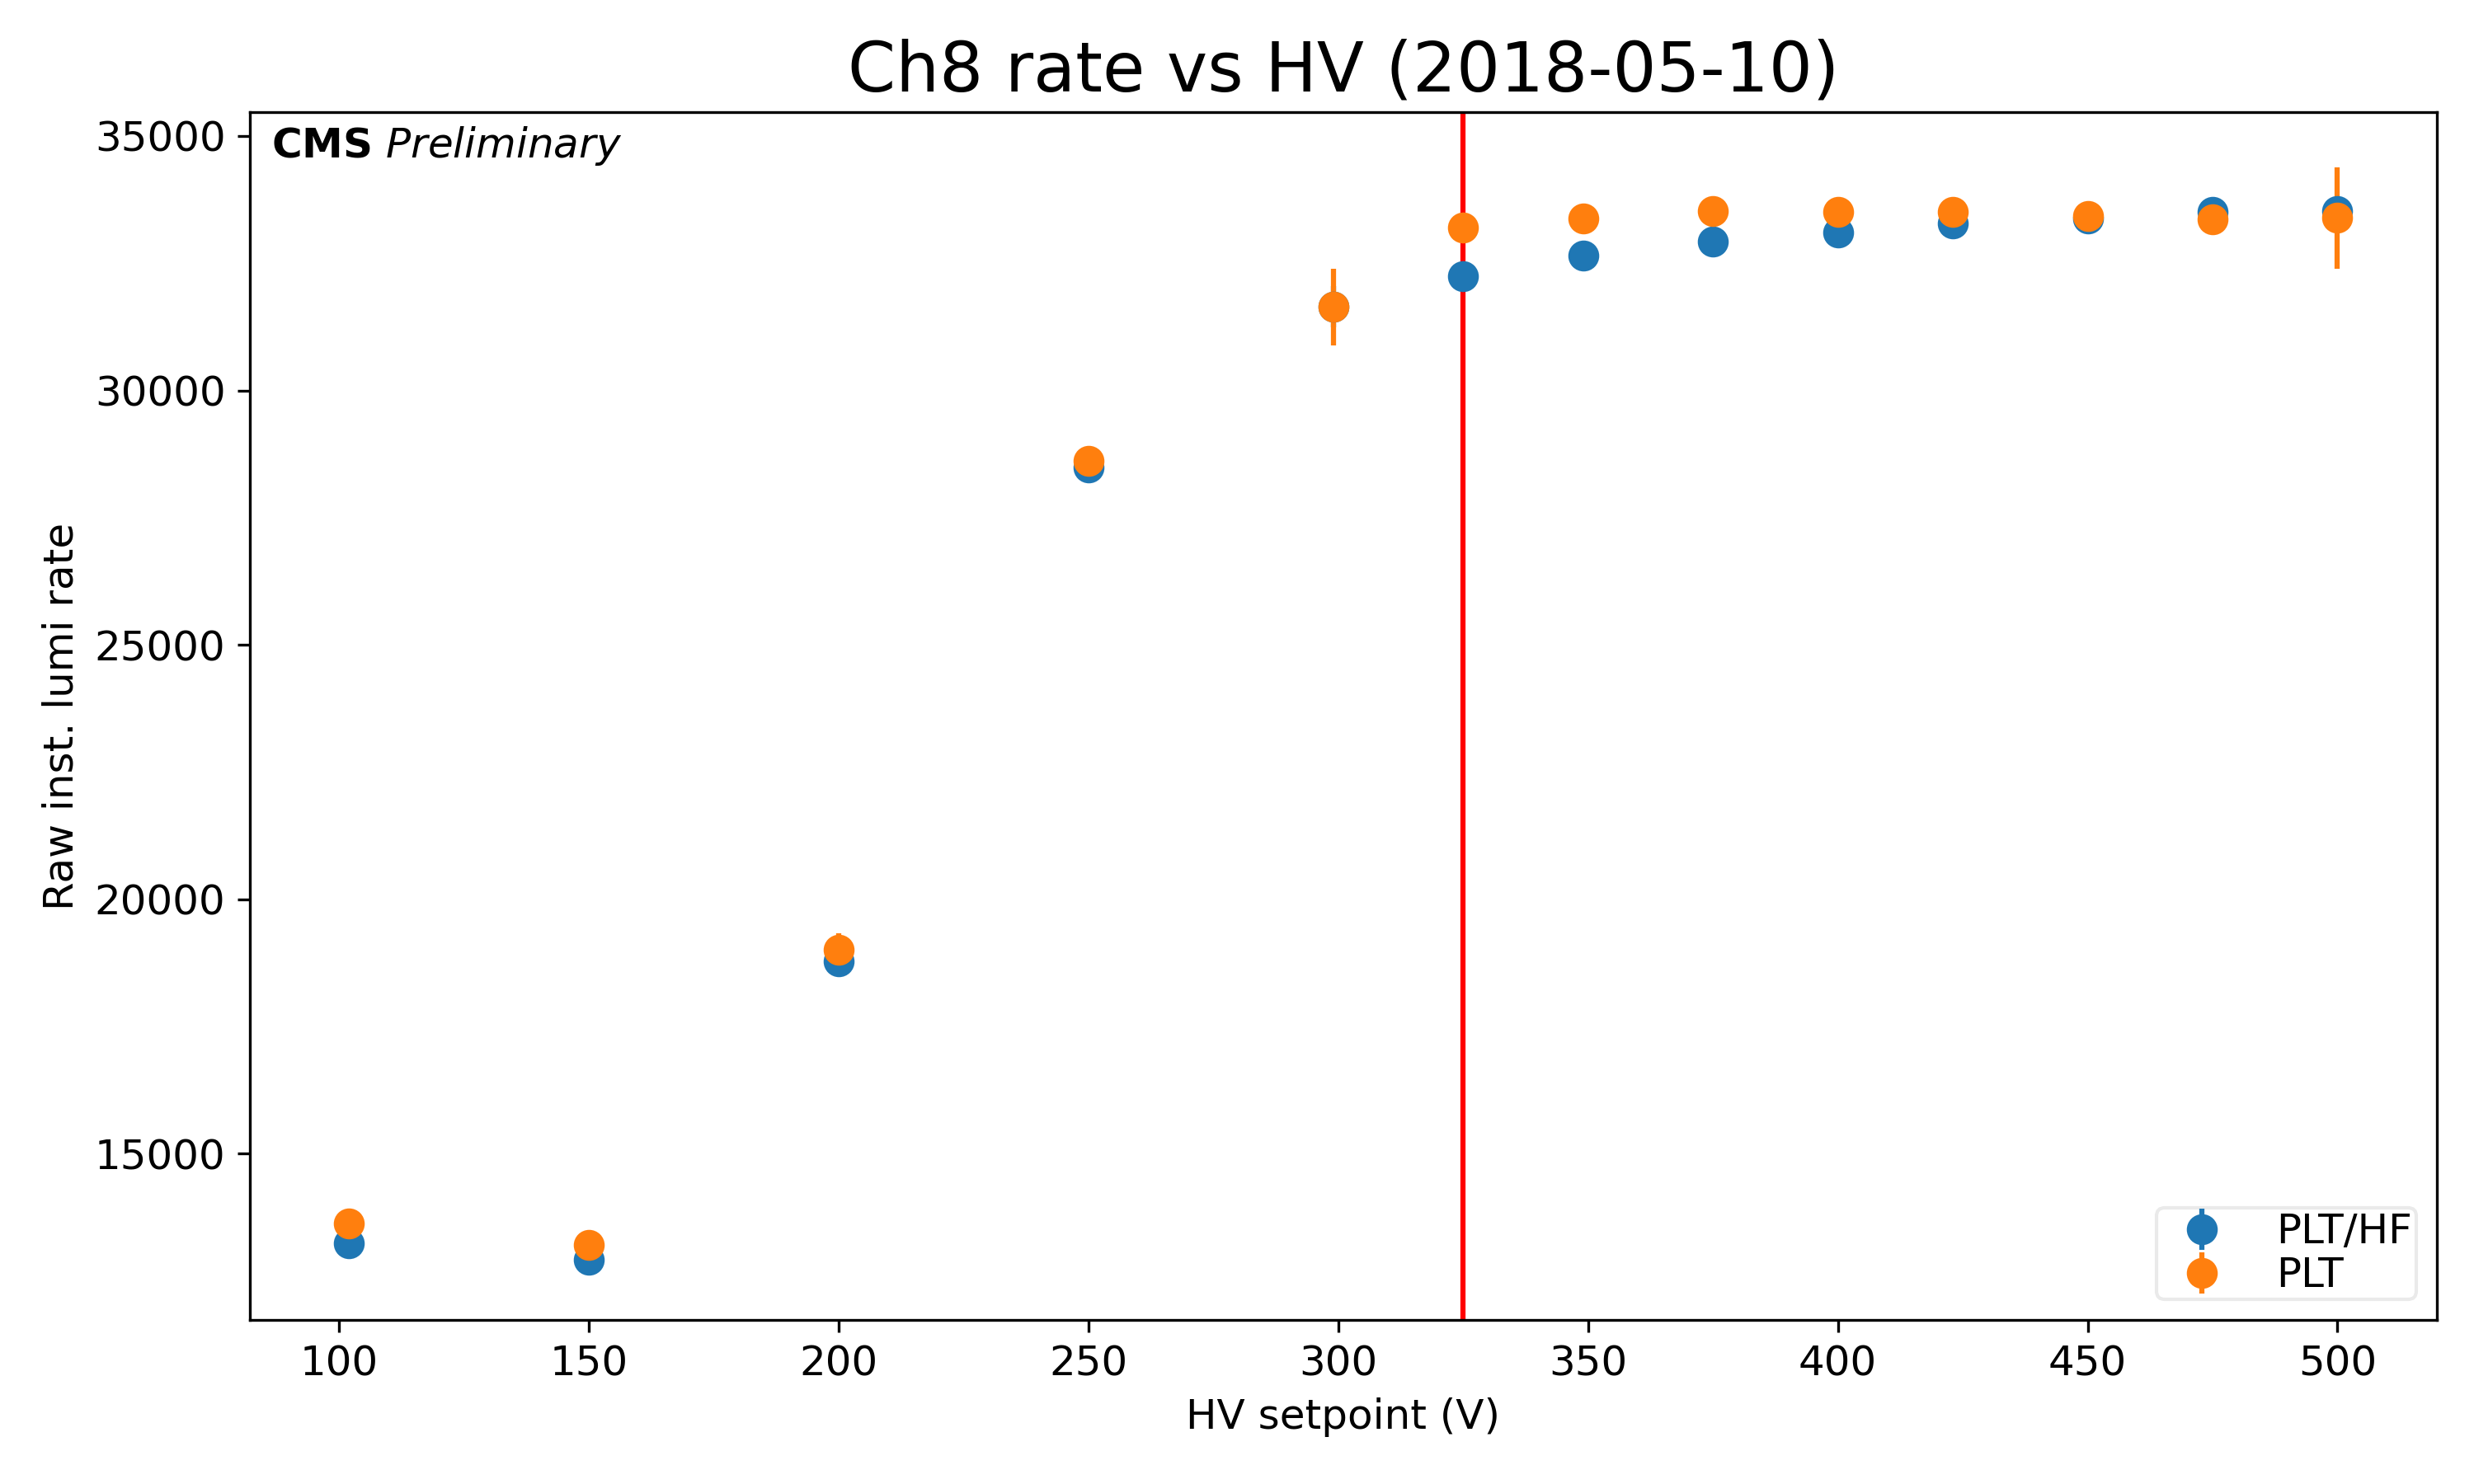 Ch8 rate vs HV (2018-05-10)
CMS Preliminary
35000
30000
25000
20000
15000
Raw inst. lumi rate
PLT/HF
PLT
100 150 200 250 300 350 400 450 500
HV setpoint (V)